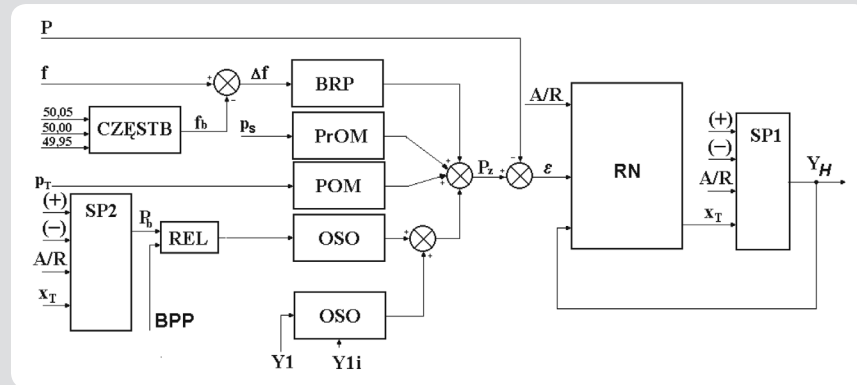 P
f
Δf
BRP
50,05
50,00
49,95
CZĘSTB
f_b
p_s
PrOM
p_T
POM
(+)
(−)
A/R
x_T
SP2
P_b
REL
BPP
OSO
OSO
Y1
Y1i
P_z
ε
A/R
RN
(+)
(−)
A/R
x_T
SP1
Y_H